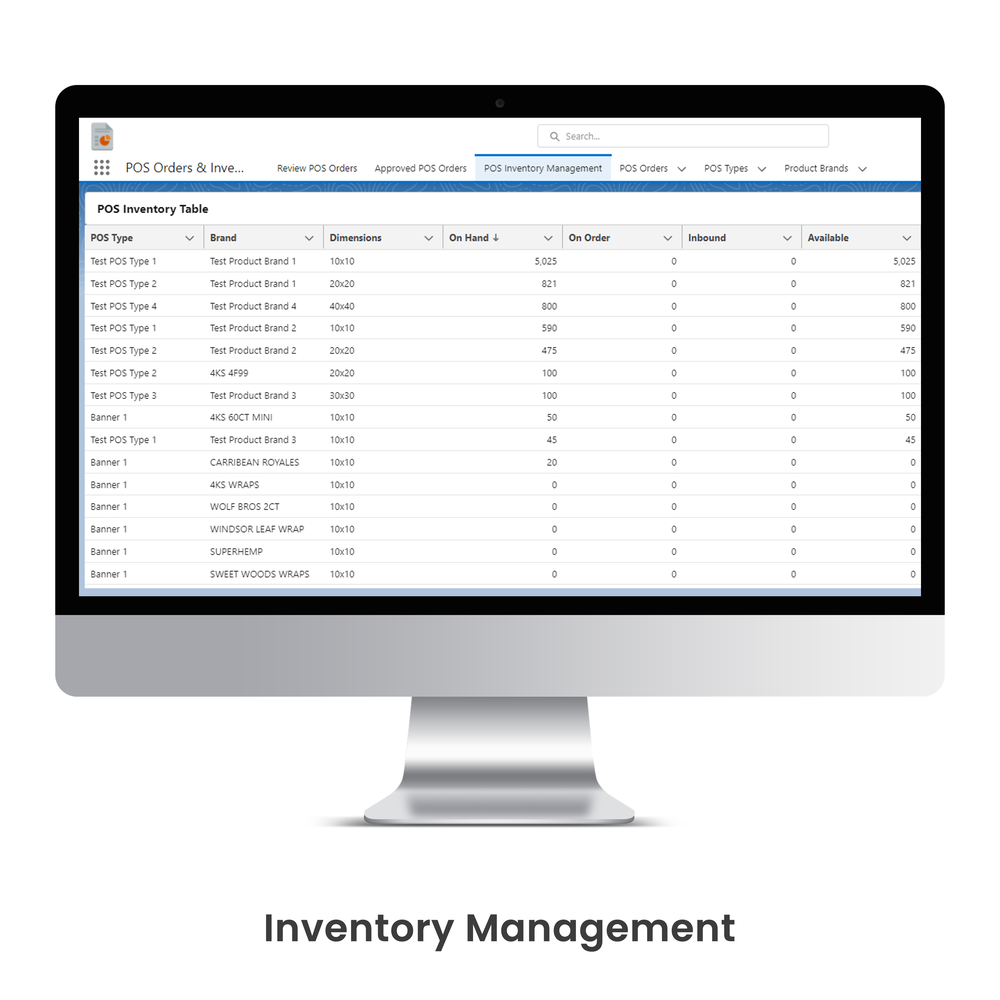 Search...
POS Orders & Inve... Review POS Orders Approved POS Orders POS Inventory Management POS Orders POS Types Product Brands
POS Inventory Table
POS Type Brand Dimensions On Hand ↓ On Order Inbound Available
Test POS Type 1 Test Product Brand 1 10x10 5,025 0 0 5,025
Test POS Type 2 Test Product Brand 1 20x20 821 0 0 821
Test POS Type 4 Test Product Brand 4 40x40 800 0 0 800
Test POS Type 1 Test Product Brand 2 10x10 590 0 0 590
Test POS Type 2 Test Product Brand 2 20x20 475 0 0 475
Test POS Type 2 4KS 4F99 20x20 100 0 0 100
Test POS Type 3 Test Product Brand 3 30x30 100 0 0 100
Banner 1 4KS 60CT MINI 10x10 50 0 0 50
Test POS Type 1 Test Product Brand 3 10x10 45 0 0 45
Banner 1 CARRIBEAN ROYALES 10x10 20 0 0 0
Banner 1 4KS WRAPS 10x10 0 0 0 0
Banner 1 WOLF BROS 2CT 10x10 0 0 0 0
Banner 1 WINDSOR LEAF WRAP 10x10 0 0 0 0
Banner 1 SUPERHEMP 10x10 0 0 0 0
Banner 1 SWEET WOODS WRAPS 10x10 0 0 0 0
Inventory Management